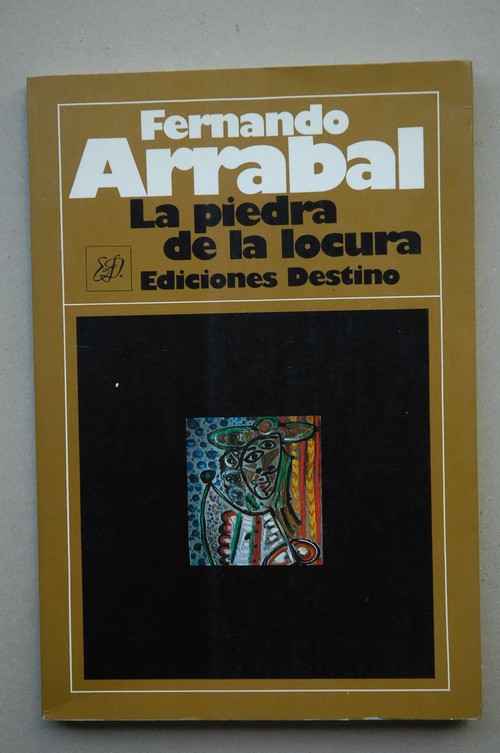 Fernando
Arrabal
La piedra
de la locura
Ediciones Destino